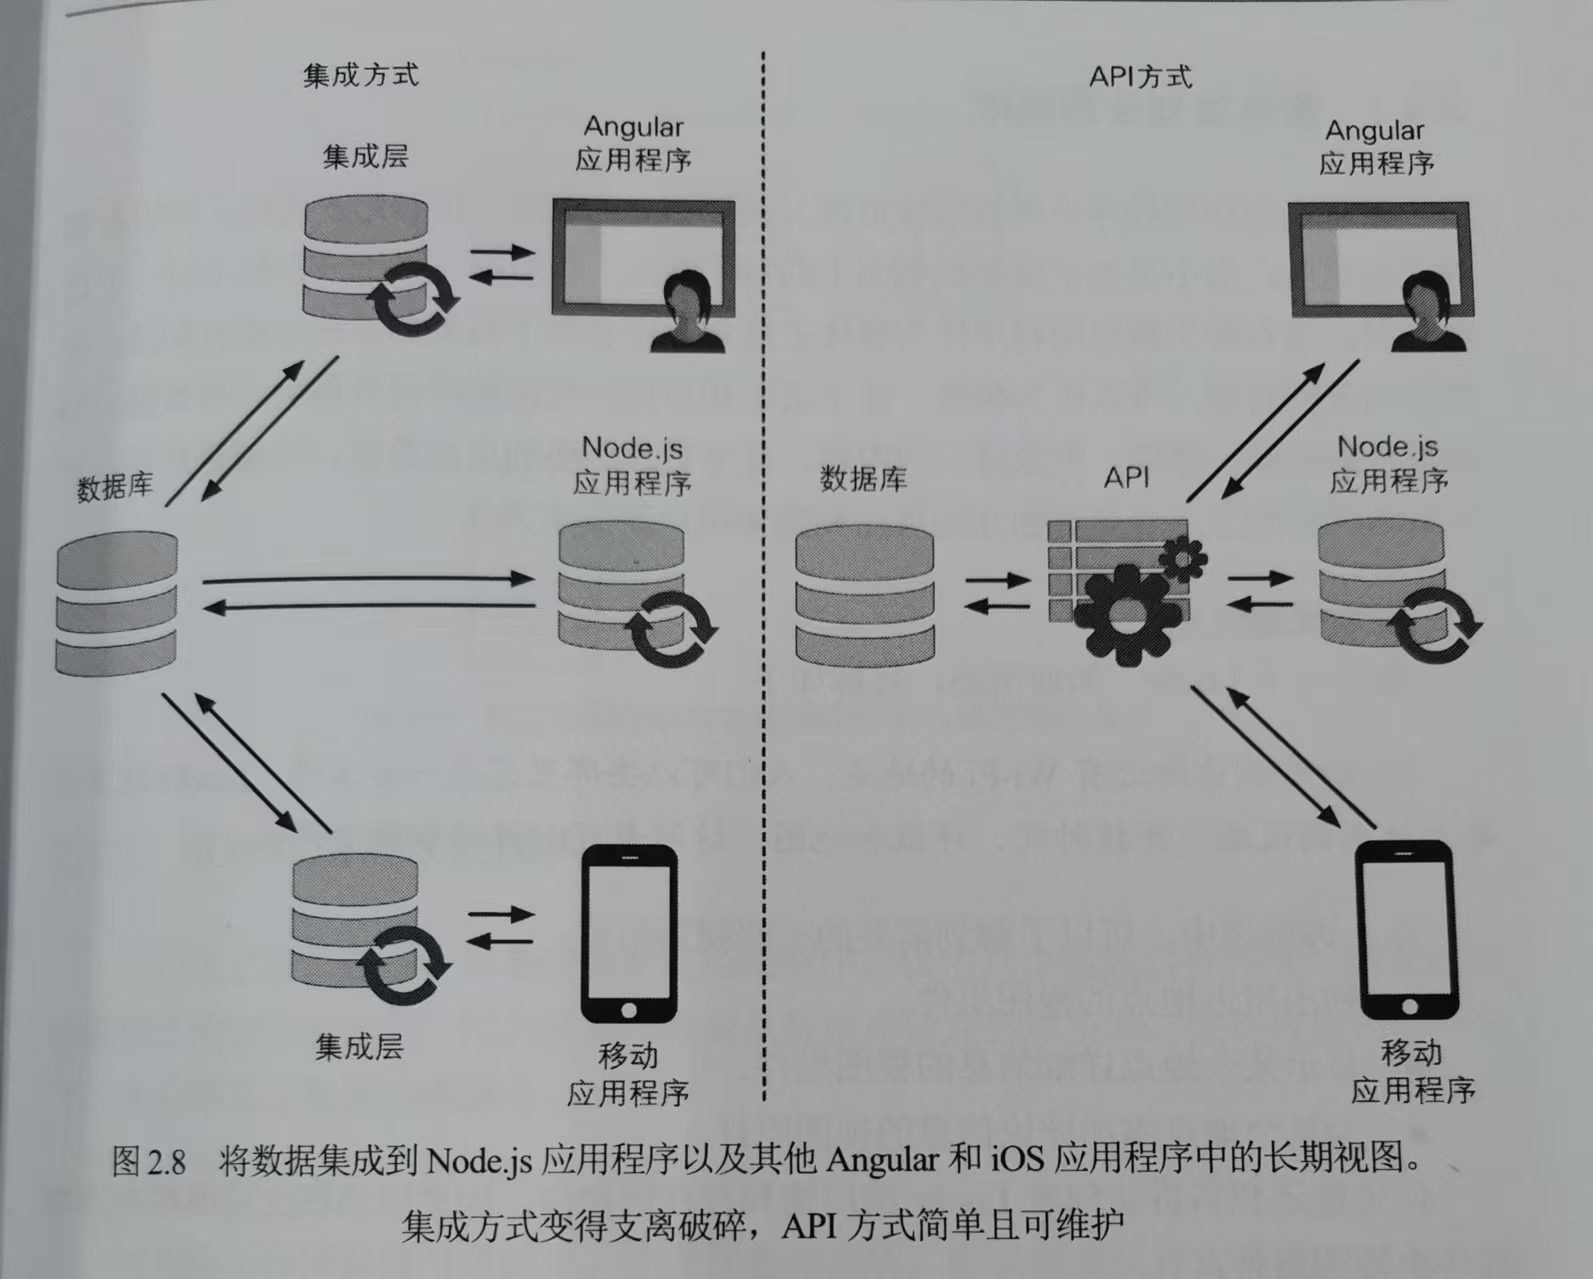 集成方式
集成层
Angular
应用程序
数据库
Node.js
应用程序
集成层
移动
应用程序
API方式
Angular
应用程序
数据库
API
Node.js
应用程序
移动
应用程序
图 2.8 将数据集成到 Node.js 应用程序以及其他 Angular 和 iOS 应用程序中的长期视图。
集成方式变得支离破碎，API 方式简单且可维护